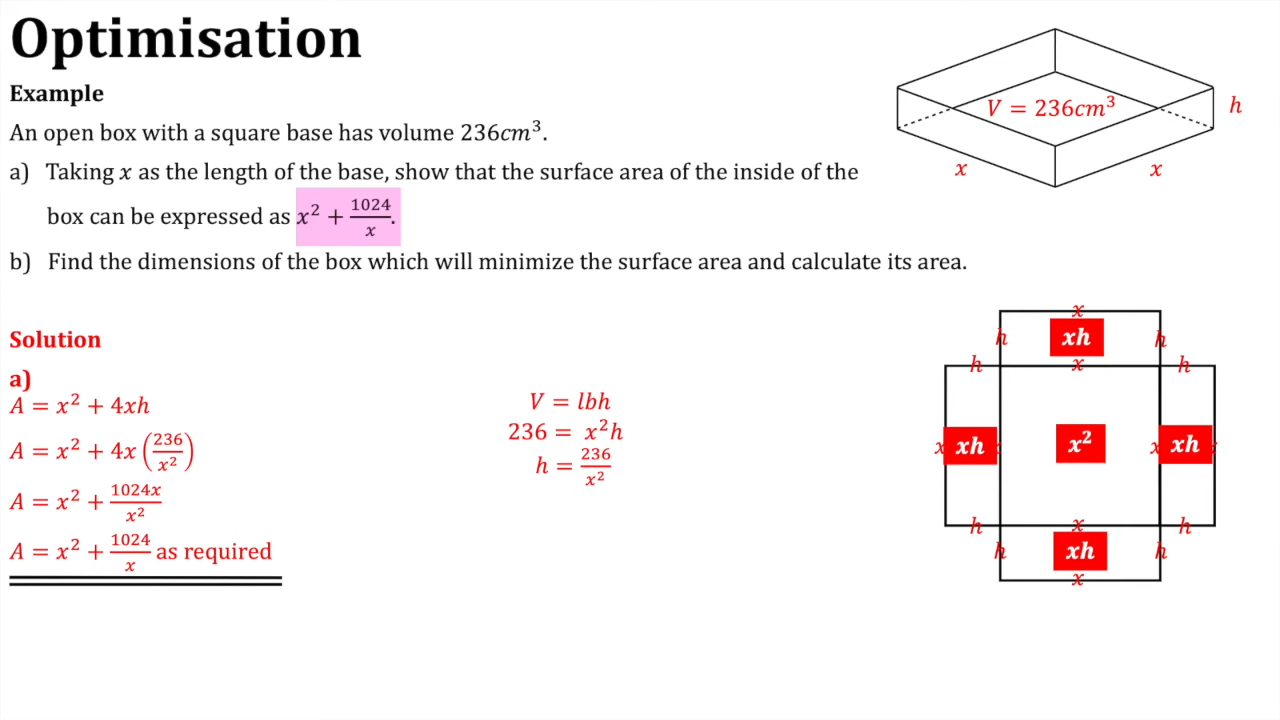 Optimisation
Example
An open box with a square base has volume 236cm³.
a) Taking x as the length of the base, show that the surface area of the inside of the
box can be expressed as x² + 1024/x.
b) Find the dimensions of the box which will minimize the surface area and calculate its area.
V = 236cm³
h
x x
Solution
a)
A = x² + 4xh
A = x² + 4x(236/x²)
A = x² + 1024x/x²
A = x² + 1024/x as required
V = lbh
236 = x²h
h = 236/x²
x
h xh h
h x h
x xh x² x xh
h x h
h xh h
x